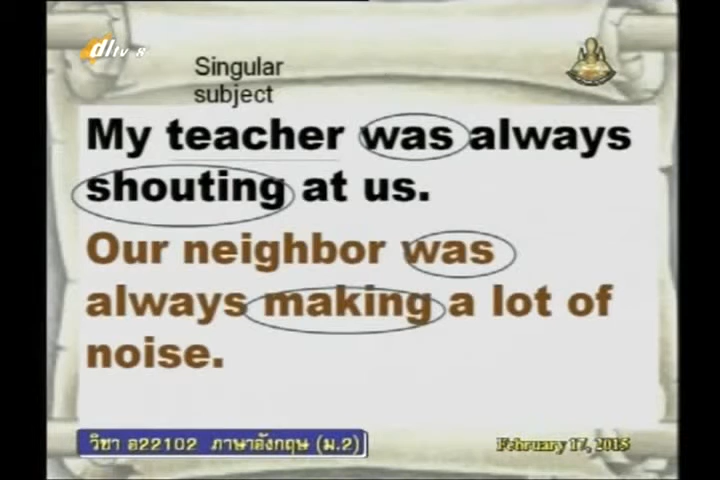 dltv 8
Singular
subject
My teacher was always
shouting at us.
Our neighbor was
always making a lot of
noise.
วิชา อ22102 ภาษาอังกฤษ (ม.2)
February 17, 2015